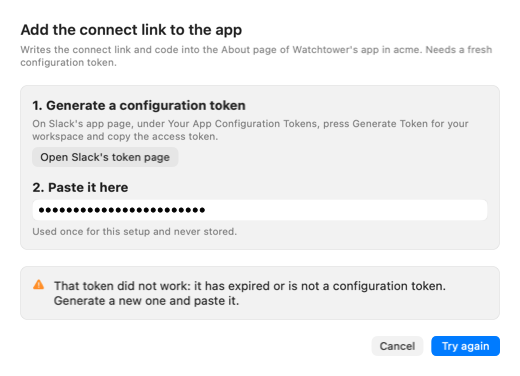 Add the connect link to the app
Writes the connect link and code into the About page of Watchtower's app in acme. Needs a fresh
configuration token.
1. Generate a configuration token
On Slack's app page, under Your App Configuration Tokens, press Generate Token for your
workspace and copy the access token.
Open Slack's token page
2. Paste it here
●●●●●●●●●●●●●●●●●●●●●●●●
Used once for this setup and never stored.
That token did not work: it has expired or is not a configuration token.
Generate a new one and paste it.
Cancel
Try again